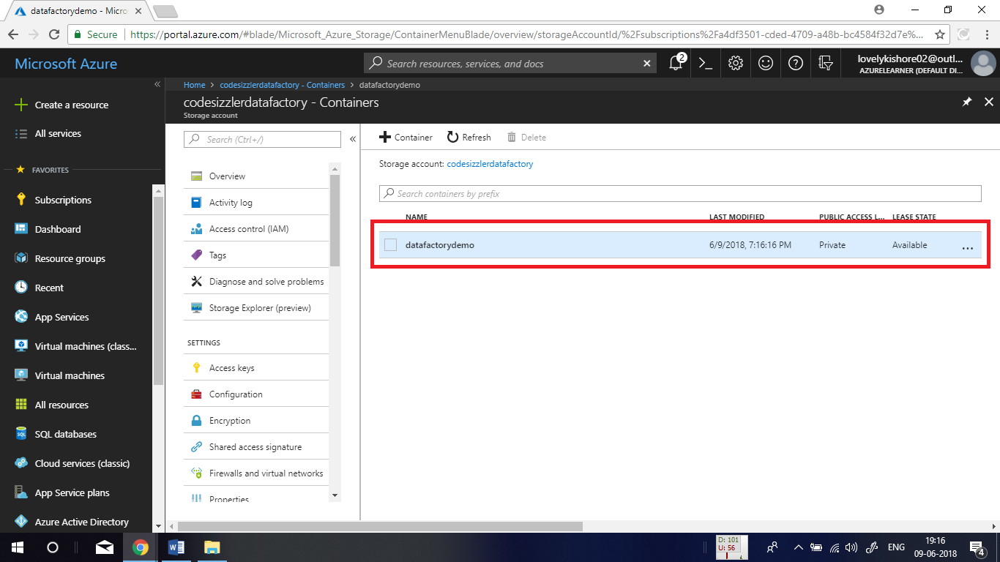 datafactorydemo - Micro
Secure
https://portal.azure.com/#blade/Microsoft_Azure_Storage/ContainerMenuBlade/overview/storageAccountId/%2Fsubscriptions%2Fa4df3501-cded-4709-a48b-bc4584f32d7e%...
Microsoft Azure
Search resources, services, and docs
2
lovelykishore02@outl...
AZURELEARNER (DEFAULT DI...
Home > codesizzlerdatafactory - Containers > datafactorydemo
codesizzlerdatafactory - Containers
Storage account
Create a resource
All services
FAVORITES
Subscriptions
Dashboard
Resource groups
Recent
App Services
Virtual machines (class...
Virtual machines
All resources
SQL databases
Cloud services (classic)
App Service plans
Azure Active Directory
Search (Ctrl+/)
Overview
Activity log
Access control (IAM)
Tags
Diagnose and solve problems
Storage Explorer (preview)
SETTINGS
Access keys
Configuration
Encryption
Shared access signature
Firewalls and virtual networks
Properties
Container Refresh Delete
Storage account: codesizzlerdatafactory
Search containers by prefix
NAME LAST MODIFIED PUBLIC ACCESS L... LEASE STATE
datafactorydemo 6/9/2018, 7:16:16 PM Private Available ...
D: 101
U: 56
ENG
19:16
09-06-2018
4